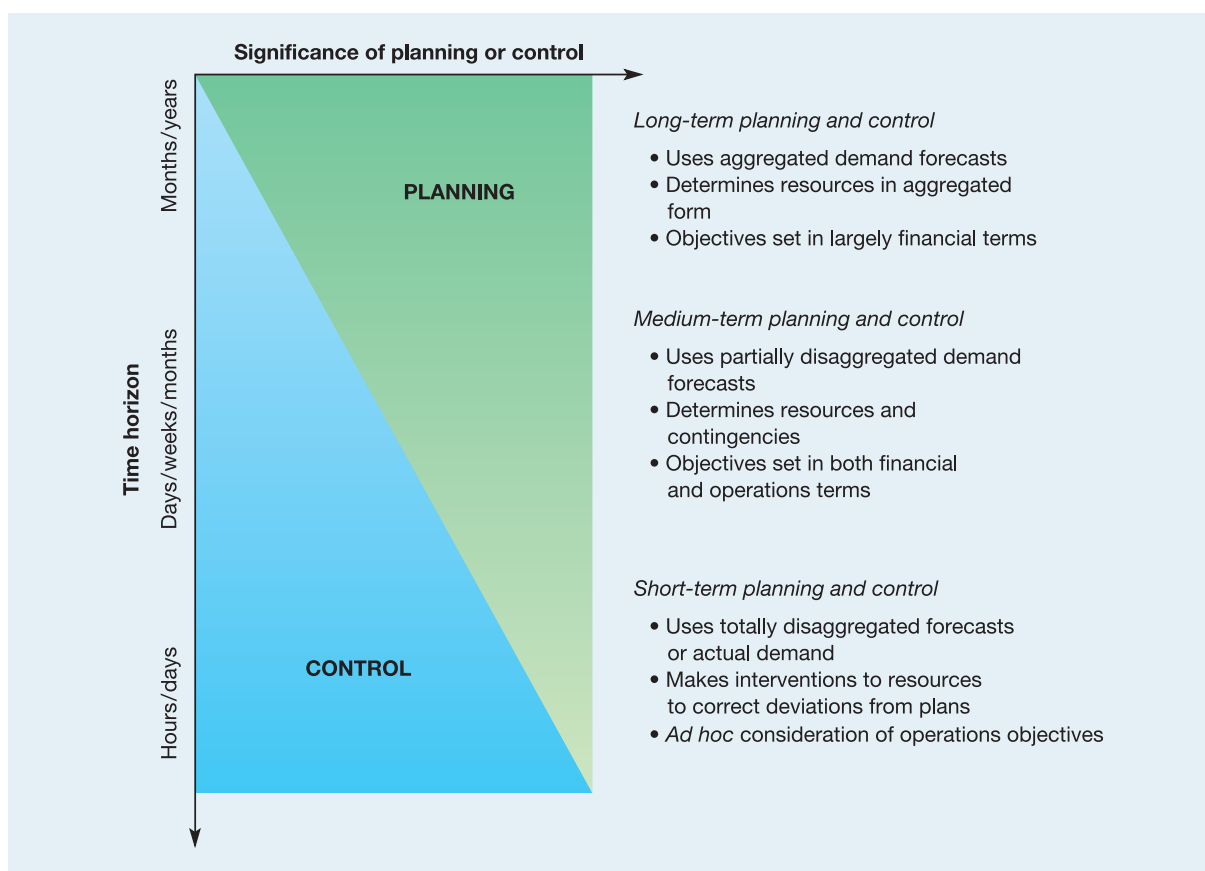 Significance of planning or control
Months/years
Days/weeks/months
Hours/days
Time horizon
PLANNING
CONTROL
Long-term planning and control
• Uses aggregated demand forecasts
• Determines resources in aggregated
form
• Objectives set in largely financial terms
Medium-term planning and control
• Uses partially disaggregated demand
forecasts
• Determines resources and
contingencies
• Objectives set in both financial
and operations terms
Short-term planning and control
• Uses totally disaggregated forecasts
or actual demand
• Makes interventions to resources
to correct deviations from plans
• Ad hoc consideration of operations objectives